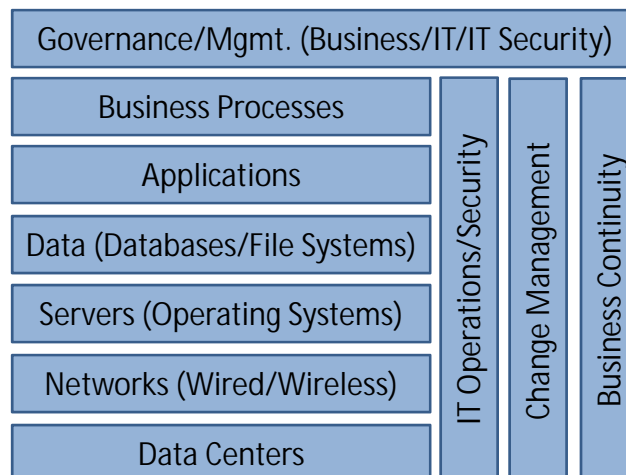 Governance/Mgmt. (Business/IT/IT Security)
Business Processes
Applications
Data (Databases/File Systems)
Servers (Operating Systems)
Networks (Wired/Wireless)
Data Centers
IT Operations/Security
Change Management
Business Continuity